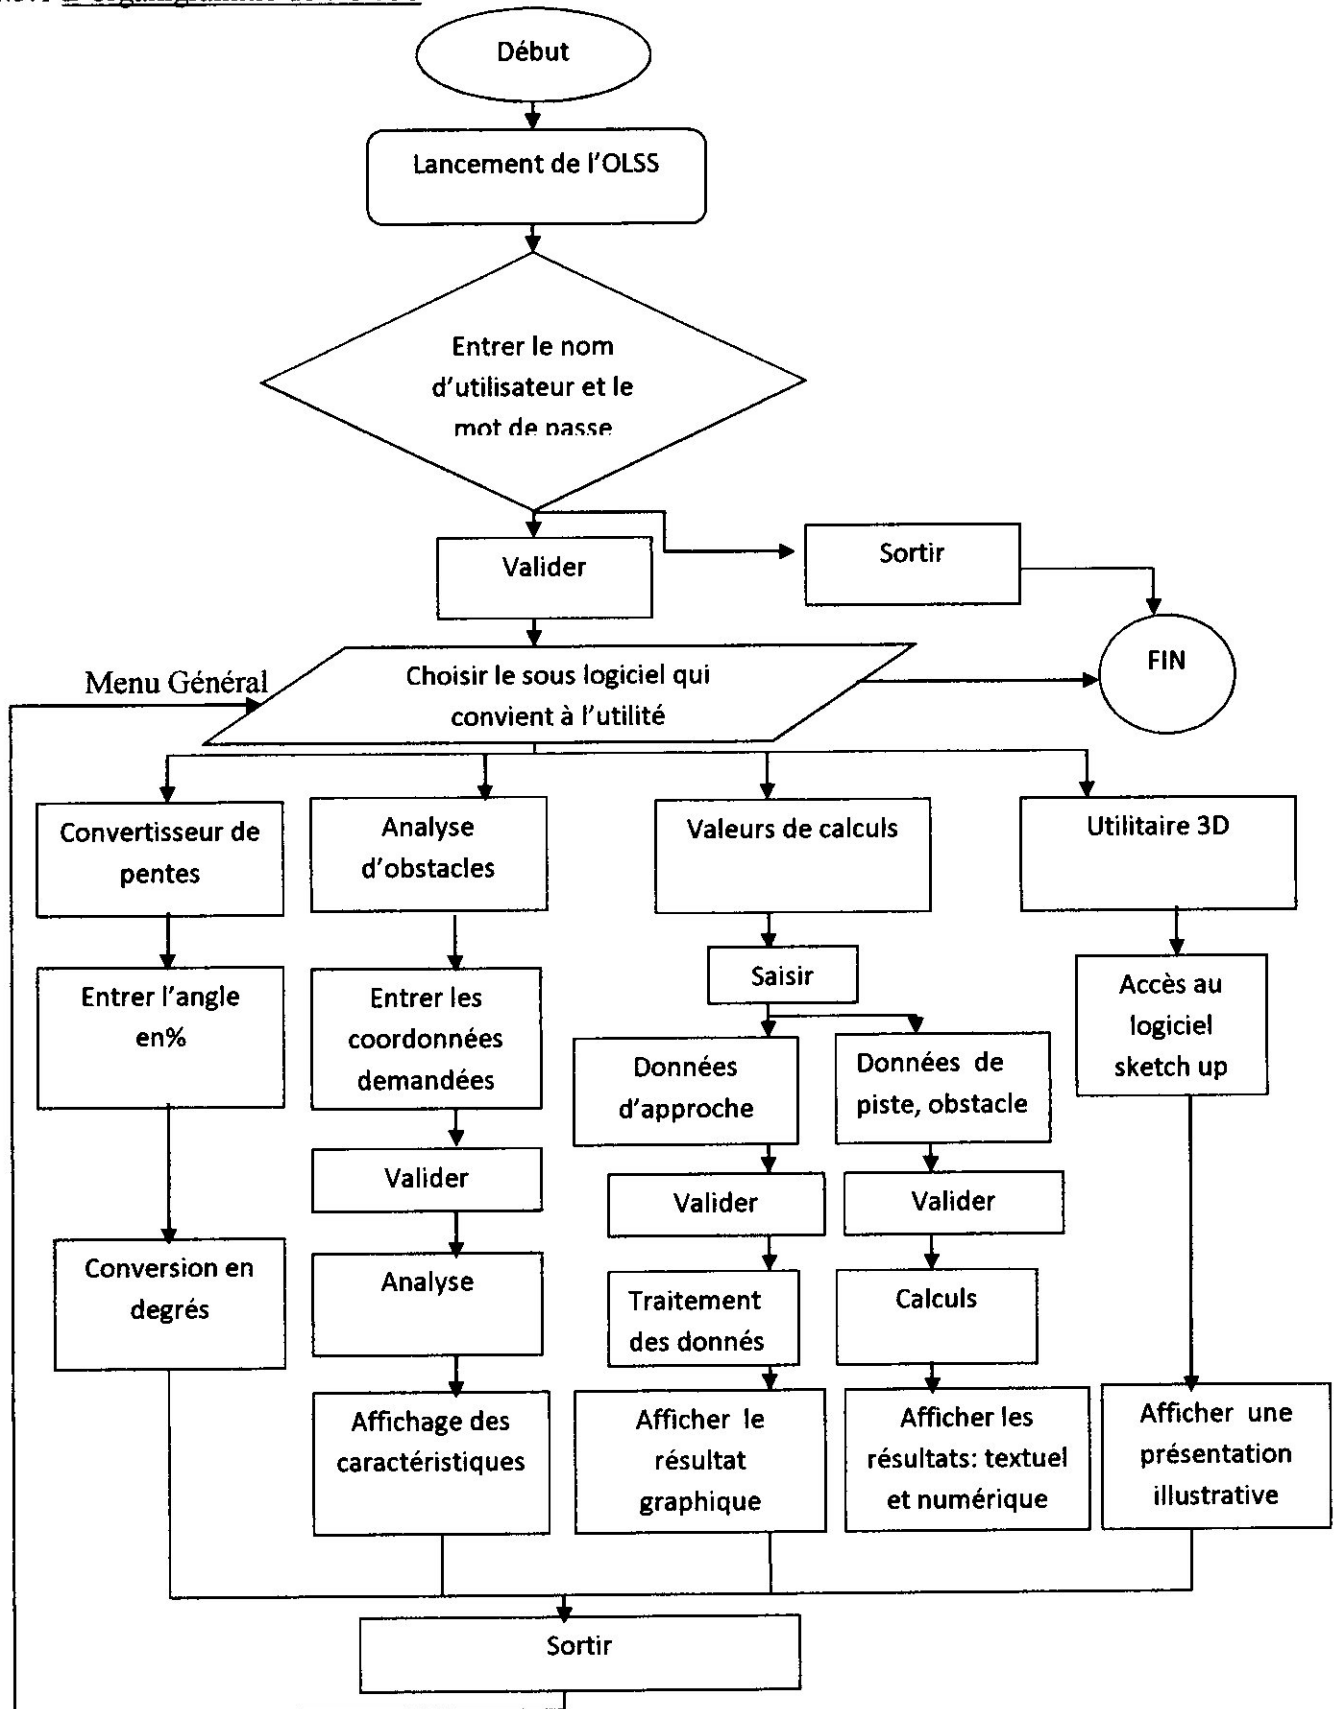 Début
Lancement de l'OLSS
Entrer le nom
d'utilisateur et le
mot de passe
Valider
Sortir
FIN
Menu Général
Choisir le sous logiciel qui
convient à l'utilité
Convertisseur de
pentes
Analyse
d'obstacles
Valeurs de calculs
Utilitaire 3D
Entrer l'angle
en%
Entrer les
coordonnées
demandées
Saisir
Accès au
logiciel
sketch up
Données
d'approche
Données de
piste, obstacle
Valider
Valider
Valider
Conversion en
degrés
Analyse
Traitement
des donnés
Calculs
Affichage des
caractéristiques
Afficher le
résultat
graphique
Afficher les
résultats: textuel
et numérique
Afficher une
présentation
illustrative
Sortir